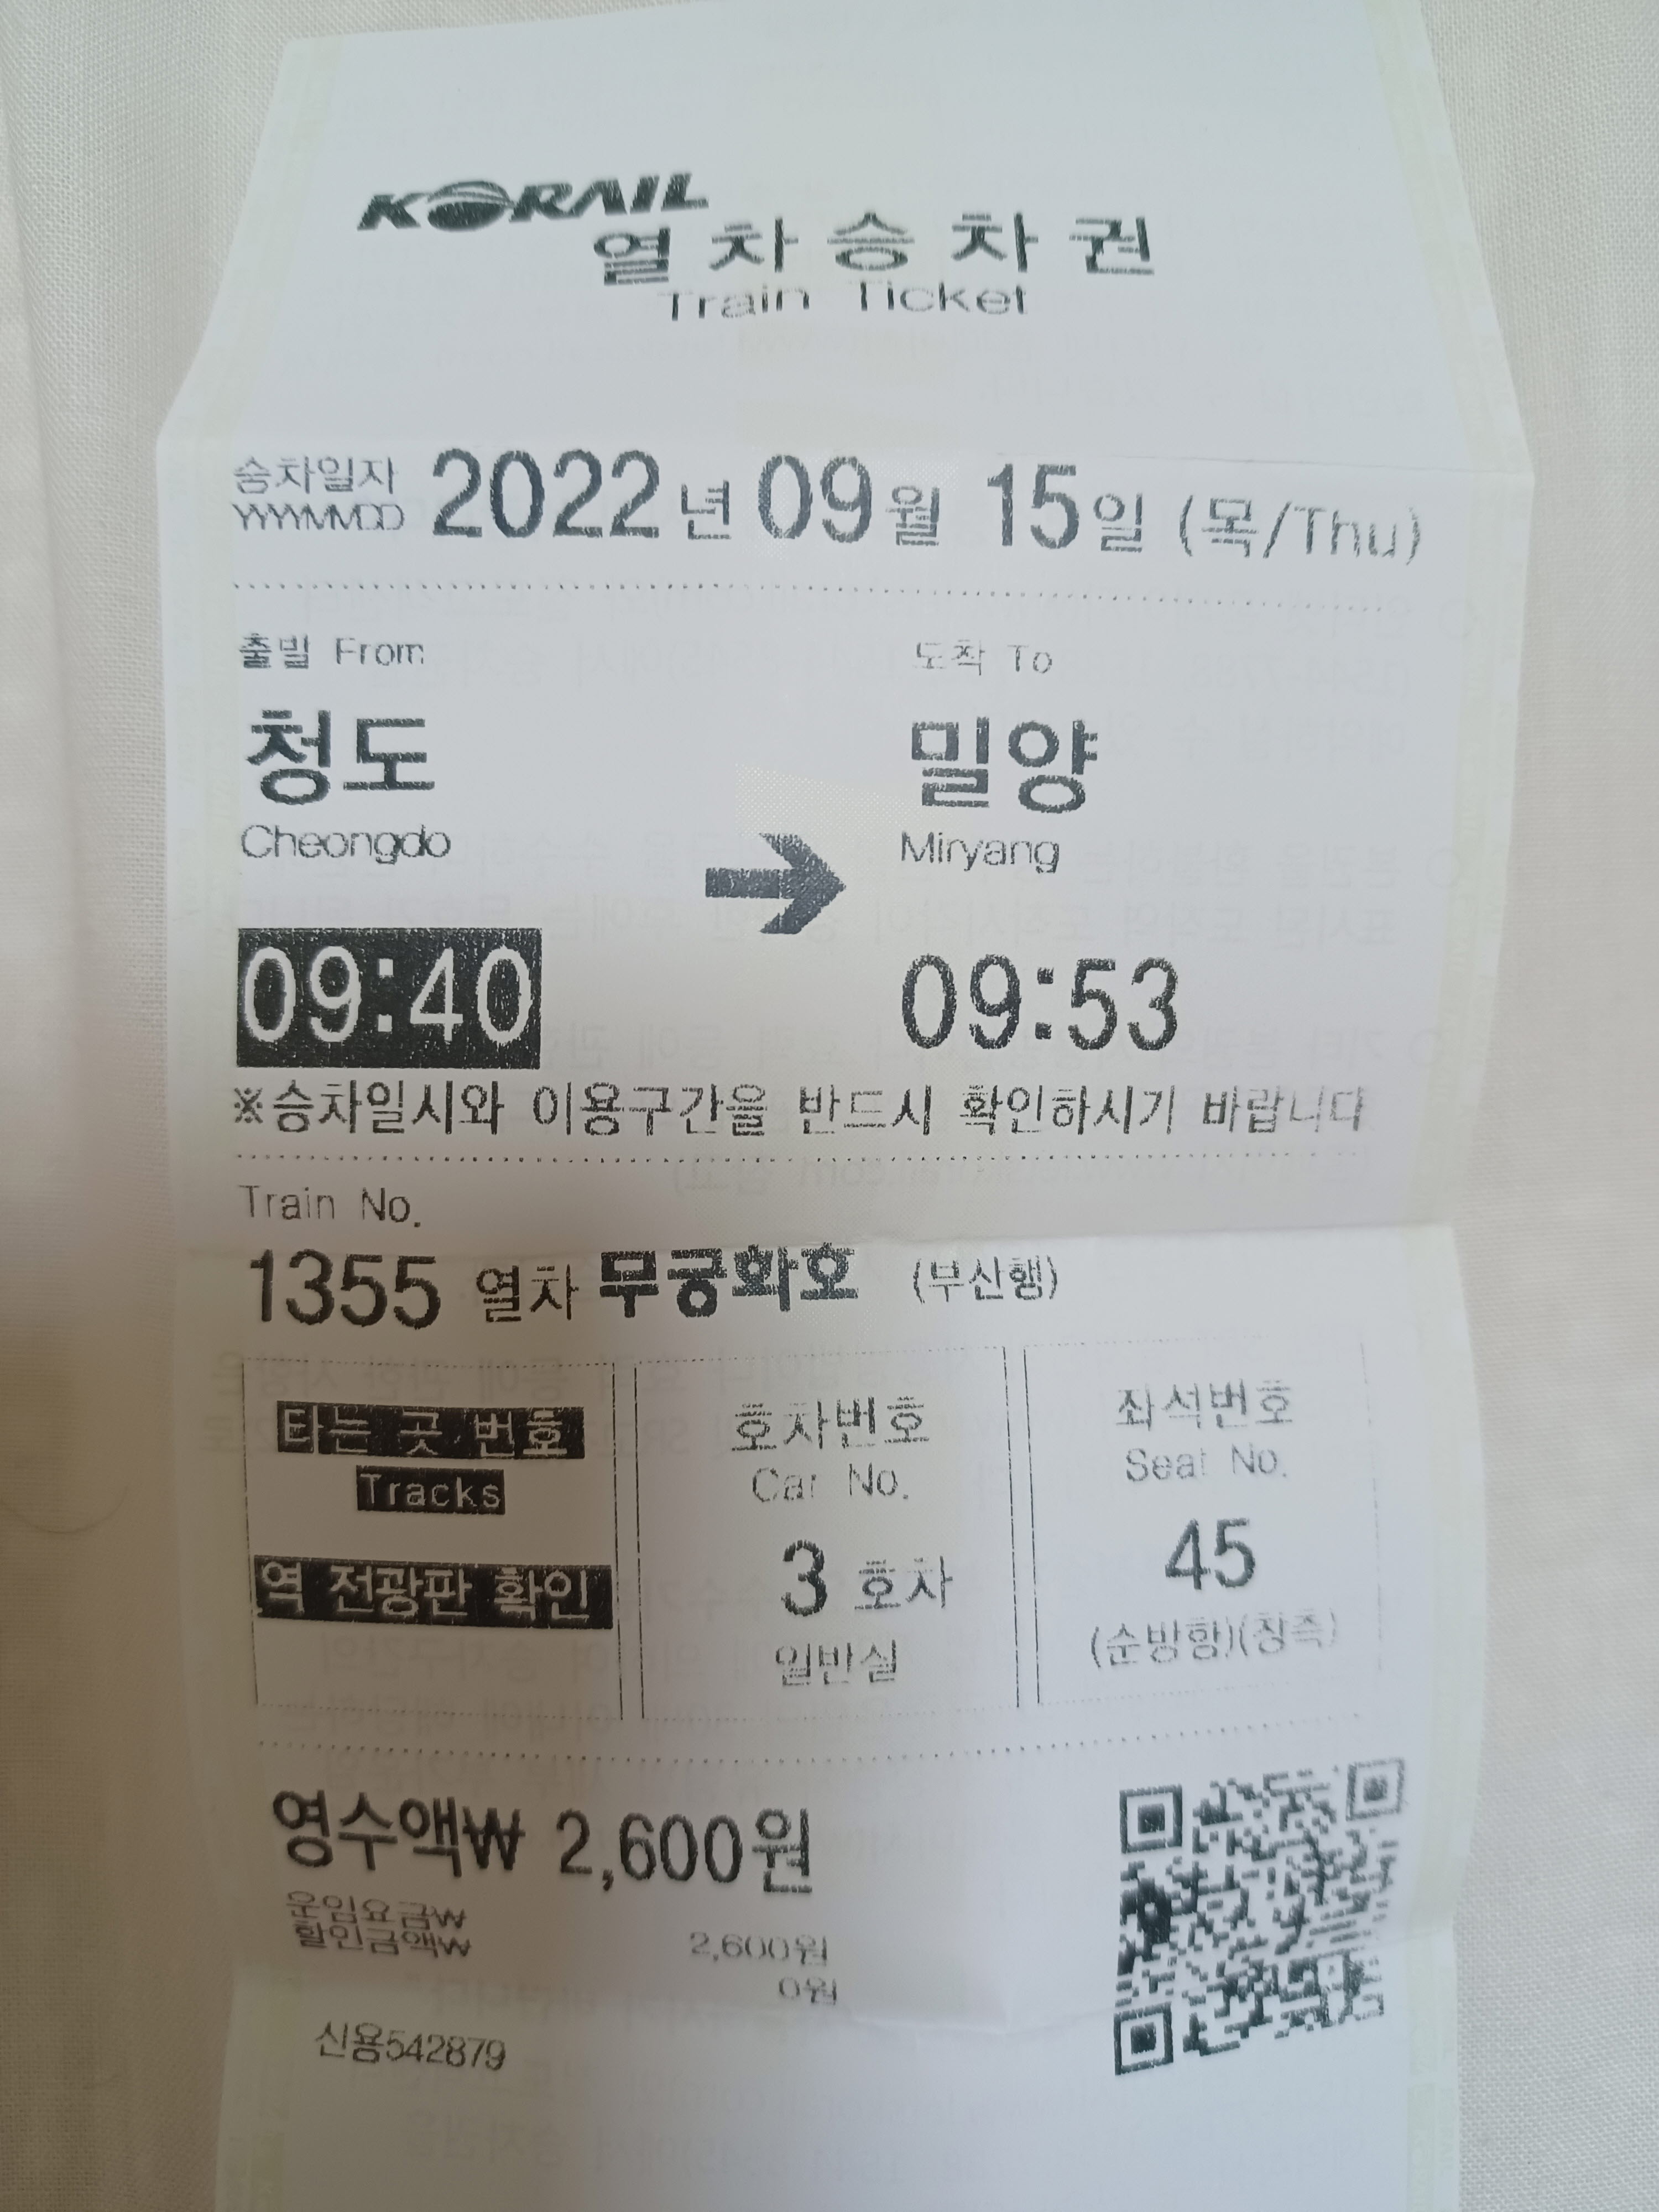 KORAIL
열차승차권
Train Ticket
승차일자
YYYYMMDD
2022년 09월 15일 (목/Thu)
출발 From
도착 To
청도
밀양
Cheongdo
Miryang
09:40
09:53
※승차일시와 이용구간을 반드시 확인하시기 바랍니다
Train No.
1355 열차 무궁화호 (부산행)
타는 곳 번호
Tracks
역 전광판 확인
호차번호
Car No.
3 호차
일반실
좌석번호
Seat No.
45
(순방향)(창측)
영수액₩ 2,600원
운임요금₩ 2,600원
할인금액₩ 0원
신용542879